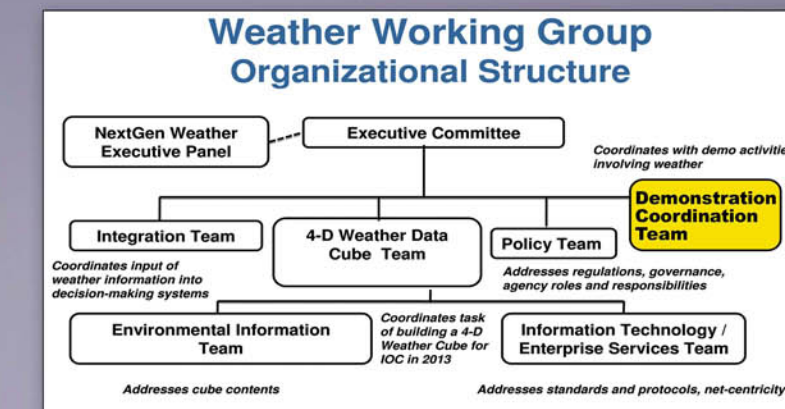 Weather Working Group
Organizational Structure
NextGen Weather
Executive Panel
Executive Committee
Coordinates with demo activitie
involving weather
Demonstration
Coordination
Team
Integration Team
4-D Weather Data
Cube Team
Policy Team
Coordinates input of
weather information into
decision-making systems
Addresses regulations, governance,
agency roles and responsibilities
Environmental Information
Team
Coordinates task
of building a 4-D
Weather Cube for
IOC in 2013
Information Technology /
Enterprise Services Team
Addresses cube contents
Addresses standards and protocols, net-centricity